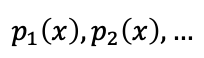 p₁(x), p₂(x), …